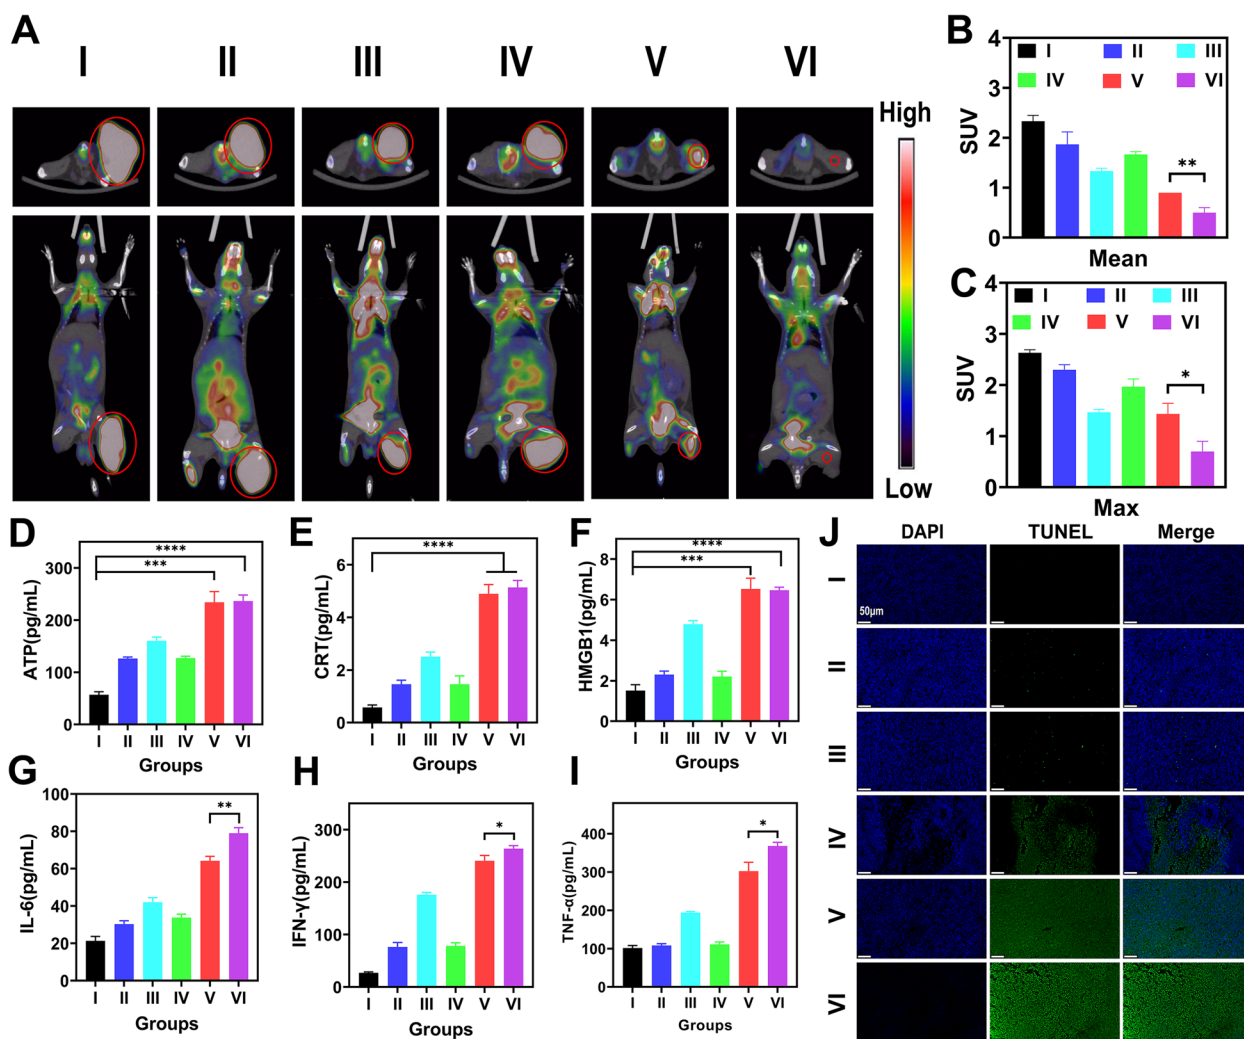 A
I II III IV V VI
High
Low
B
4
3
2
1
0
SUV
I II III
IV V VI
**
Mean
C
4
3
2
1
0
SUV
I II III
IV V VI
*
Max
D
ATP(pg/mL)
300
200
100
0
****
***
I II III IV V VI
Groups
E
CRT(pg/mL)
6
4
2
0
****
I II III IV V VI
Groups
F
HMGB1(pg/mL)
8
6
4
2
0
****
***
I II III IV V VI
Groups
G
IL-6(pg/mL)
100
80
60
40
20
0
**
I II III IV V VI
Groups
H
IFN-γ(pg/mL)
300
200
100
0
*
I II III IV V VI
Groups
I
TNF-α(pg/mL)
400
300
200
100
0
*
I II III IV V VI
Groups
J
DAPI TUNEL Merge
I
50μm
II
III
IV
V
VI